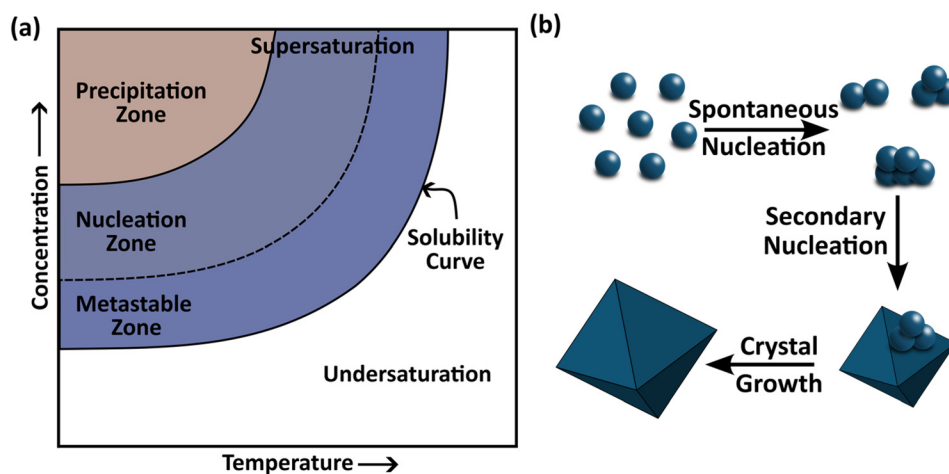 (a)
Supersaturation
Precipitation
Zone
Nucleation
Zone
Metastable
Zone
Solubility
Curve
Undersaturation
Concentration →
Temperature →
(b)
Spontaneous
Nucleation
Secondary
Nucleation
Crystal
Growth